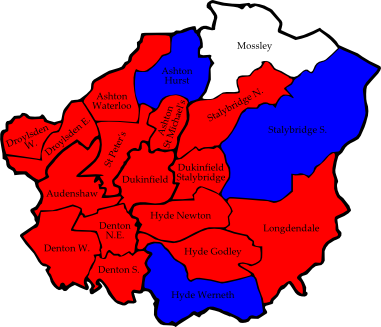 Mossley
Ashton
Hurst
Ashton
Waterloo
Stalybridge N.
Ashton
St Michael's
Droylsden
W.
Droylsden E.
St Peter's
Stalybridge S
Dukinfield
Stalybridge
Dukinfield
Audenshaw
Hyde Newton
Longdendale
Denton
N.E.
Denton W.
Hyde Godley
Denton S.
Hyde Werneth